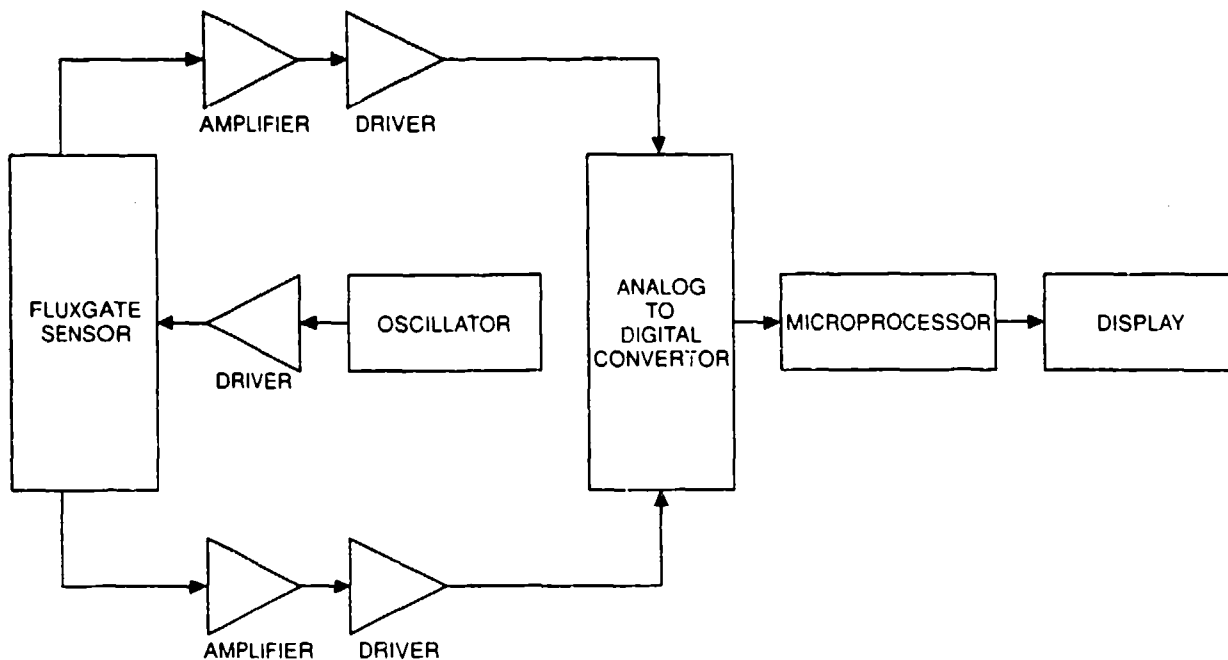 AMPLIFIER
DRIVER
FLUXGATE
SENSOR
DRIVER
OSCILLATOR
ANALOG
TO
DIGITAL
CONVERTOR
MICROPROCESSOR
DISPLAY
AMPLIFIER
DRIVER